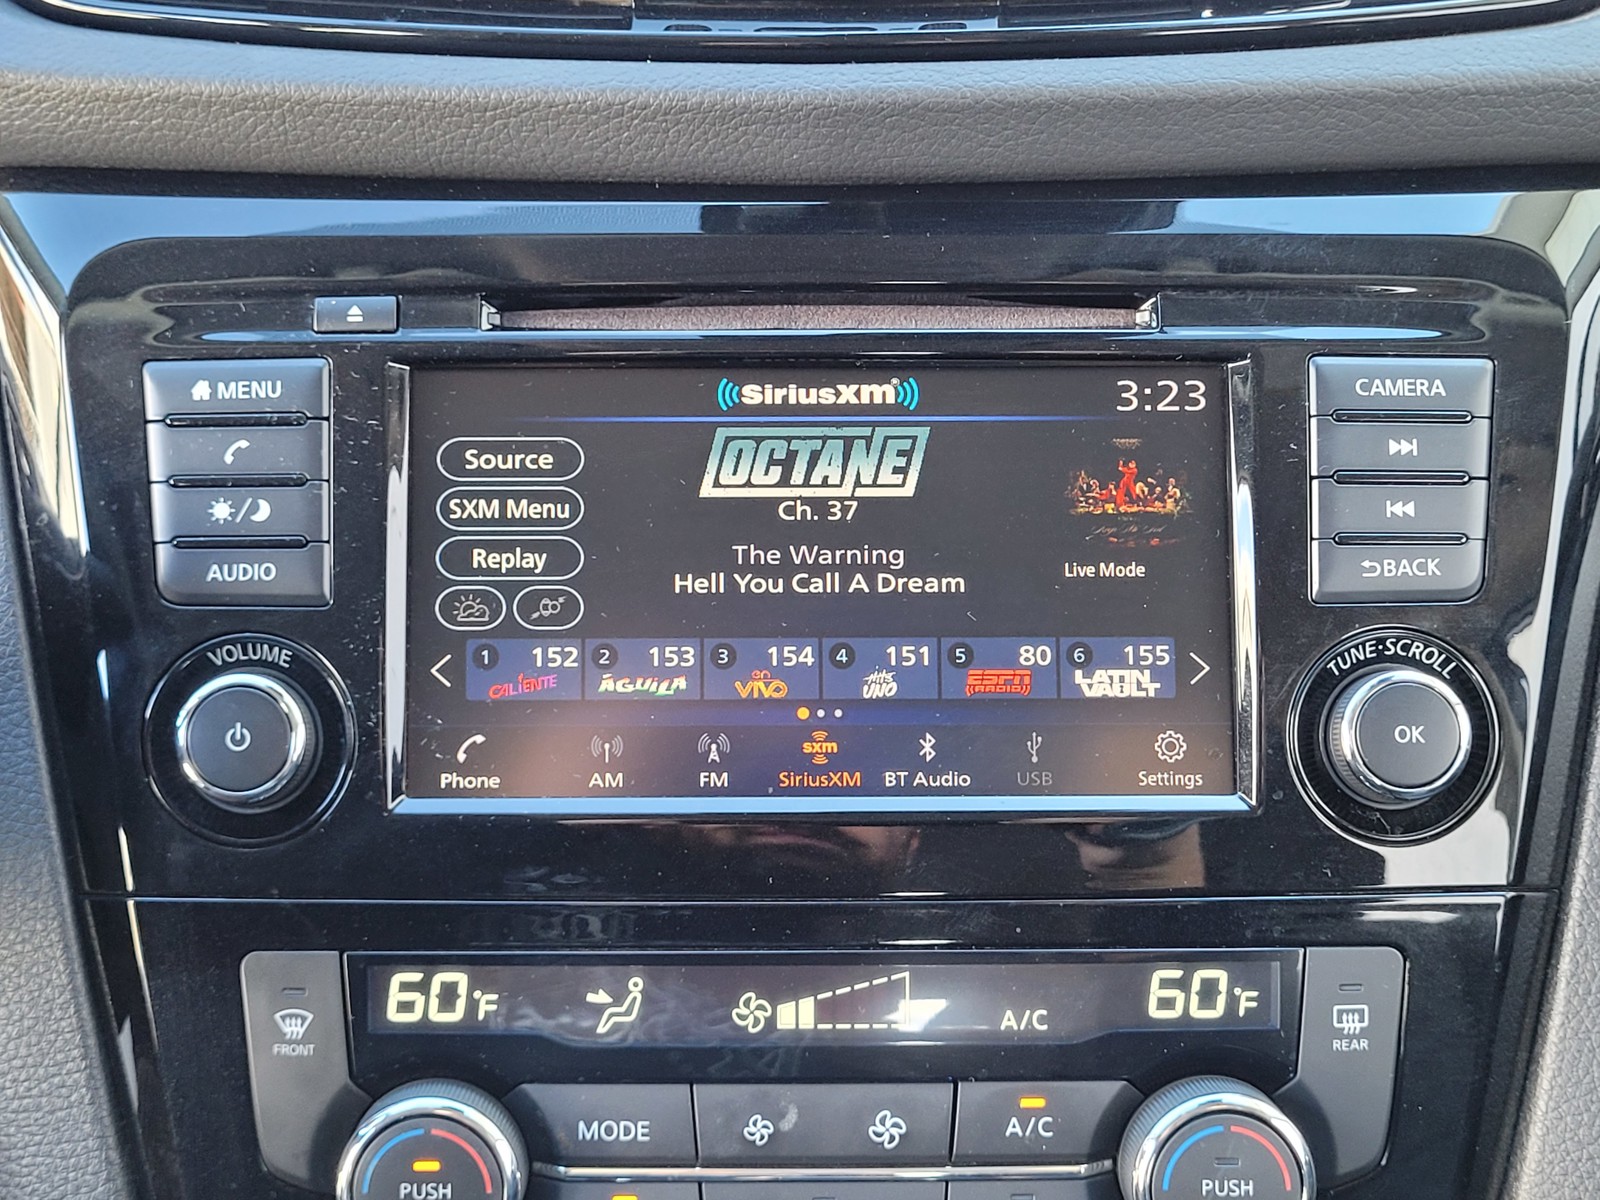 MENU
AUDIO
VOLUME
SiriusXM
3:23
Source
SXM Menu
Replay
OCTANE
Ch. 37
The Warning
Hell You Call A Dream
Live Mode
1 152 CALIENTE
2 153 ÁGUILA
3 154 en VIVO
4 151 Hits UNO
5 80 ESPN RADIO
6 155 LATIN VAULT
Phone
AM
FM
sxm
SiriusXM
BT Audio
USB
Settings
CAMERA
BACK
TUNE·SCROLL
OK
60°F
A/C
60°F
FRONT
REAR
MODE
A/C
PUSH
PUSH